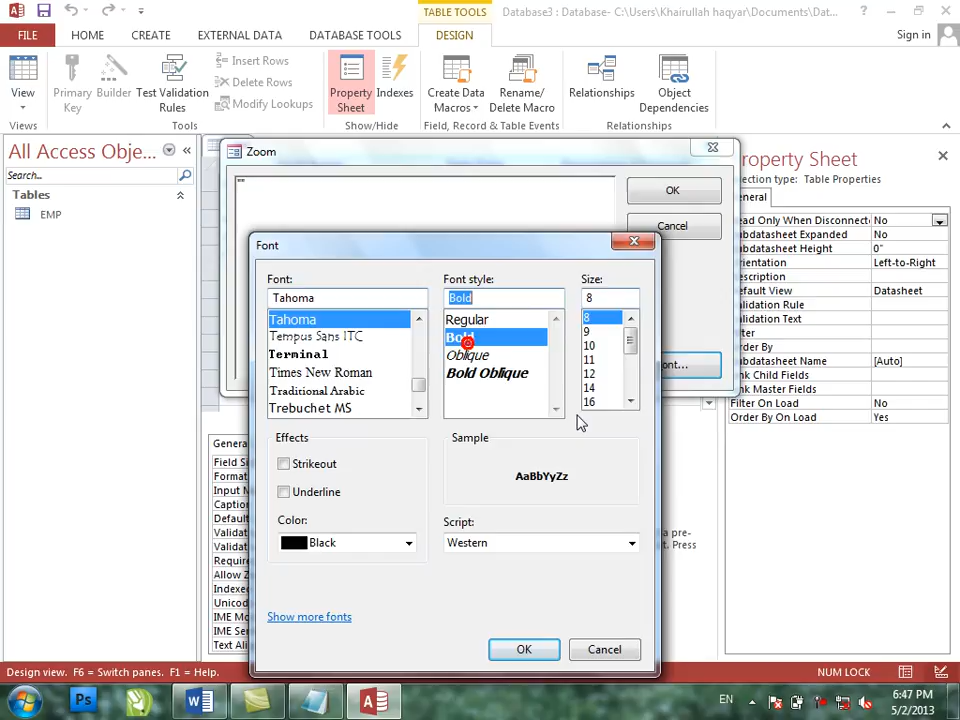 TABLE TOOLS
Database3 : Database- C:\Users\Khairullah haqyar\Documents\Dat...
FILE
HOME
CREATE
EXTERNAL DATA
DATABASE TOOLS
DESIGN
Sign in
View
Primary Key
Builder
Test Validation Rules
Insert Rows
Delete Rows
Modify Lookups
Property Sheet
Indexes
Create Data Macros
Rename/ Delete Macro
Relationships
Object Dependencies
Views
Tools
Show/Hide
Field, Record & Table Events
Relationships
All Access Obje...
Search...
Tables
EMP
Zoom
""
OK
Cancel
ont...
Font
Font:
Font style:
Size:
Tahoma
Bold
8
Tahoma
Tempus Sans ITC
Terminal
Times New Roman
Traditional Arabic
Trebuchet MS
Regular
Bold
Oblique
Bold Oblique
8
9
10
11
12
14
16
Effects
Strikeout
Underline
Color:
Black
Sample
AaBbYyZz
Script:
Western
Show more fonts
OK
Cancel
roperty Sheet
ection type: Table Properties
eneral
ead Only When Disconnect No
ubdatasheet Expanded No
ubdatasheet Height 0"
rientation Left-to-Right
escription
efault View Datasheet
alidation Rule
alidation Text
lter
rder By
ubdatasheet Name [Auto]
nk Child Fields
nk Master Fields
Filter On Load No
Order By On Load Yes
Genera
Field Si
Format
Input M
Caption
Default
Validat
Validat
Require
Allow Z
Indexed
Unicod
IME Mo
IME Se
Text Ali
a pre-
. Press
Design view. F6 = Switch panes. F1 = Help.
NUM LOCK
EN
6:47 PM
5/2/2013